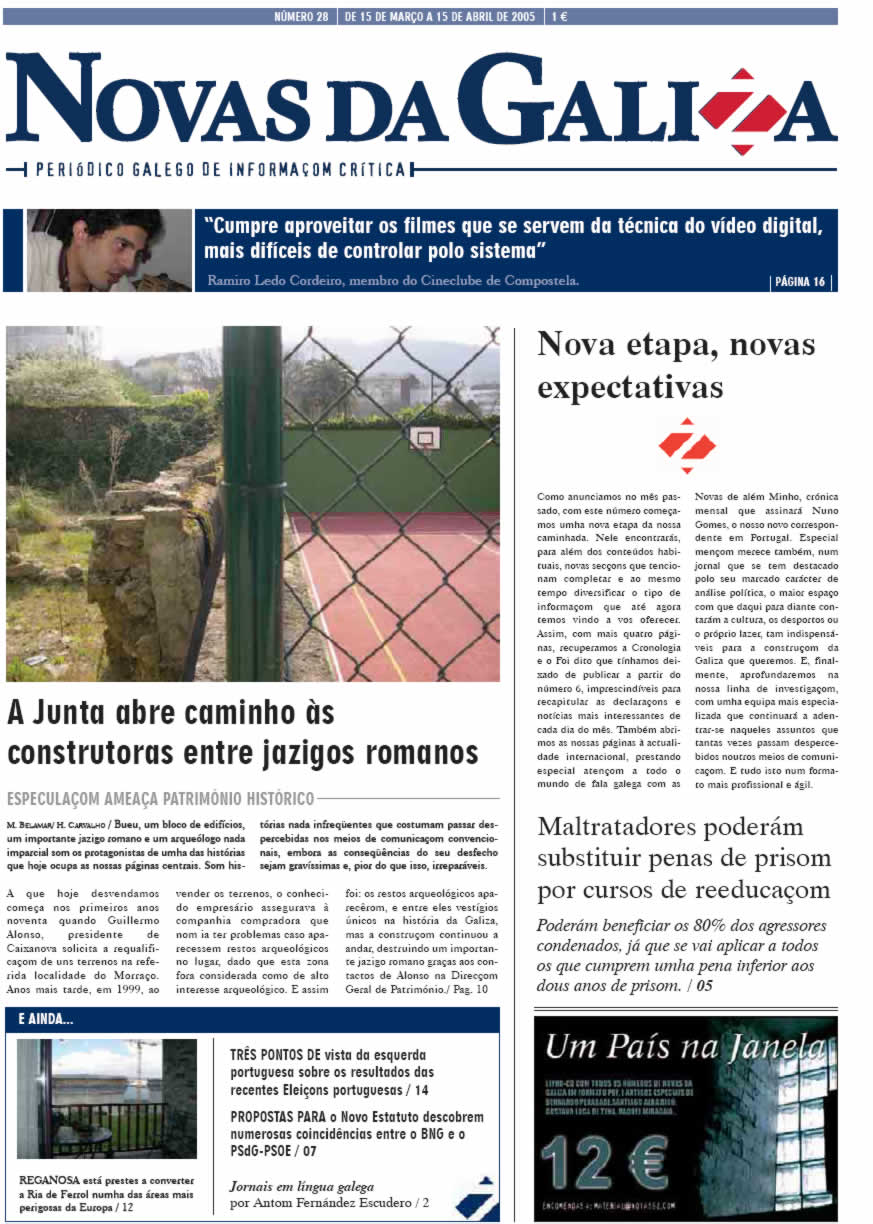 NÚMERO 28 | DE 15 DE MARÇO A 15 DE ABRIL DE 2005 | 1 €
NOVAS DA GALIZA
PERIÓDICO GALEGO DE INFORMAÇOM CRÍTICA
“Cumpre aproveitar os filmes que se servem da técnica do vídeo digital,
mais difíceis de controlar polo sistema”
Ramiro Ledo Cordeiro, membro do Cineclube de Compostela.
| PÁGINA 16 |
A Junta abre caminho às
construtoras entre jazigos romanos
ESPECULAÇOM AMEAÇA PATRIMÓNIO HISTÓRICO
M. BELAMAR/ H. CARVALHO / Bueu, um bloco de edifícios,
um importante jazigo romano e um arqueólogo nada
imparcial som os protagonistas de umha das histórias
que hoje ocupa as nossas páginas centrais. Som his-
tórias nada infreqüentes que costumam passar des-
percebidas nos meios de comunicaçom convencio-
nais, embora as conseqüências do seu desfecho
sejam gravíssimas e, pior do que isso, irreparáveis.
A que hoje desvendamos
começa nos primeiros anos
noventa quando Guillermo
Alonso, presidente de
Caixanova solicita a requalifi-
caçom de uns terrenos na refe-
rida localidade do Morraço.
Anos mais tarde, em 1999, ao
vender os terrenos, o conheci-
do empresário assegurava à
companhia compradora que
nom ia ter problemas caso apa-
recessem restos arqueológicos
no lugar, dado que esta zona
fora considerada como de alto
interesse arqueológico. E assim
foi: os restos arqueológicos apa-
recêrom, e entre eles vestígios
únicos na história da Galiza,
mas a construçom continuou a
andar, destruindo um importan-
te jazigo romano graças aos con-
tactos de Alonso na Direcçom
Geral de Património./ Pag. 10
Nova etapa, novas
expectativas
Como anunciamos no mês pas-
sado, com este número começa-
mos umha nova etapa da nossa
caminhada. Nele encontrarás,
para além dos conteúdos habi-
tuais, novas secçons que tencio-
nam completar e ao mesmo
tempo diversificar o tipo de
informaçom que até agora
temos vindo a vos oferecer.
Assim, com mais quatro pági-
nas, recuperamos a Cronologia
e o Foi dito que tínhamos dei-
xado de publicar a partir do
número 6, imprescindíveis para
recapitular as declaraçons e
notícias mais interessantes de
cada dia do mês. Também abri-
mos as nossas páginas à actuali-
dade internacional, prestando
especial atençom a todo o
mundo de fala galega com as
Novas de além Minho, crónica
mensal que assinará Nuno
Gomes, o nosso novo correspon-
dente em Portugal. Especial
mençom merece também, num
jornal que se tem destacado
polo seu marcado carácter de
análise política, o maior espaço
com que daqui para diante con-
tarám a cultura, os desportos ou
o próprio lazer, tam indispensá-
veis para a construçom da
Galiza que queremos. E, final-
mente, aprofundaremos na
nossa linha de investigaçom,
com umha equipa mais especia-
lizada que continuará a aden-
trar-se naqueles assuntos que
tantas vezes passam desperce-
bidos noutros meios de comuni-
caçom. E tudo isto num forma-
to mais profissional e ágil.
Maltratadores poderám
substituir penas de prisom
por cursos de reeducaçom
Poderám beneficiar os 80% dos agressores
condenados, já que se vai aplicar a todos
os que cumprem umha pena inferior aos
dous anos de prisom. / 05
E AINDA...
REGANOSA está prestes a converter
a Ria de Ferrol numha das áreas mais
perigosas da Europa / 12
TRÊS PONTOS DE vista da esquerda
portuguesa sobre os resultados das
recentes Eleiçons portuguesas / 14
PROPOSTAS PARA o Novo Estatuto descobrem
numerosas coincidências entre o BNG e o
PSdG-PSOE / 07
Jornais em língua galega
por Antom Fernández Escudero / 2
Um País na Janela
LIVRO-CD COM TODOS OS NÚMEROS DE NOVAS DA
GALIZA EM FORMATO PDF, E ARTIGOS ESPECIAIS DE
12 €